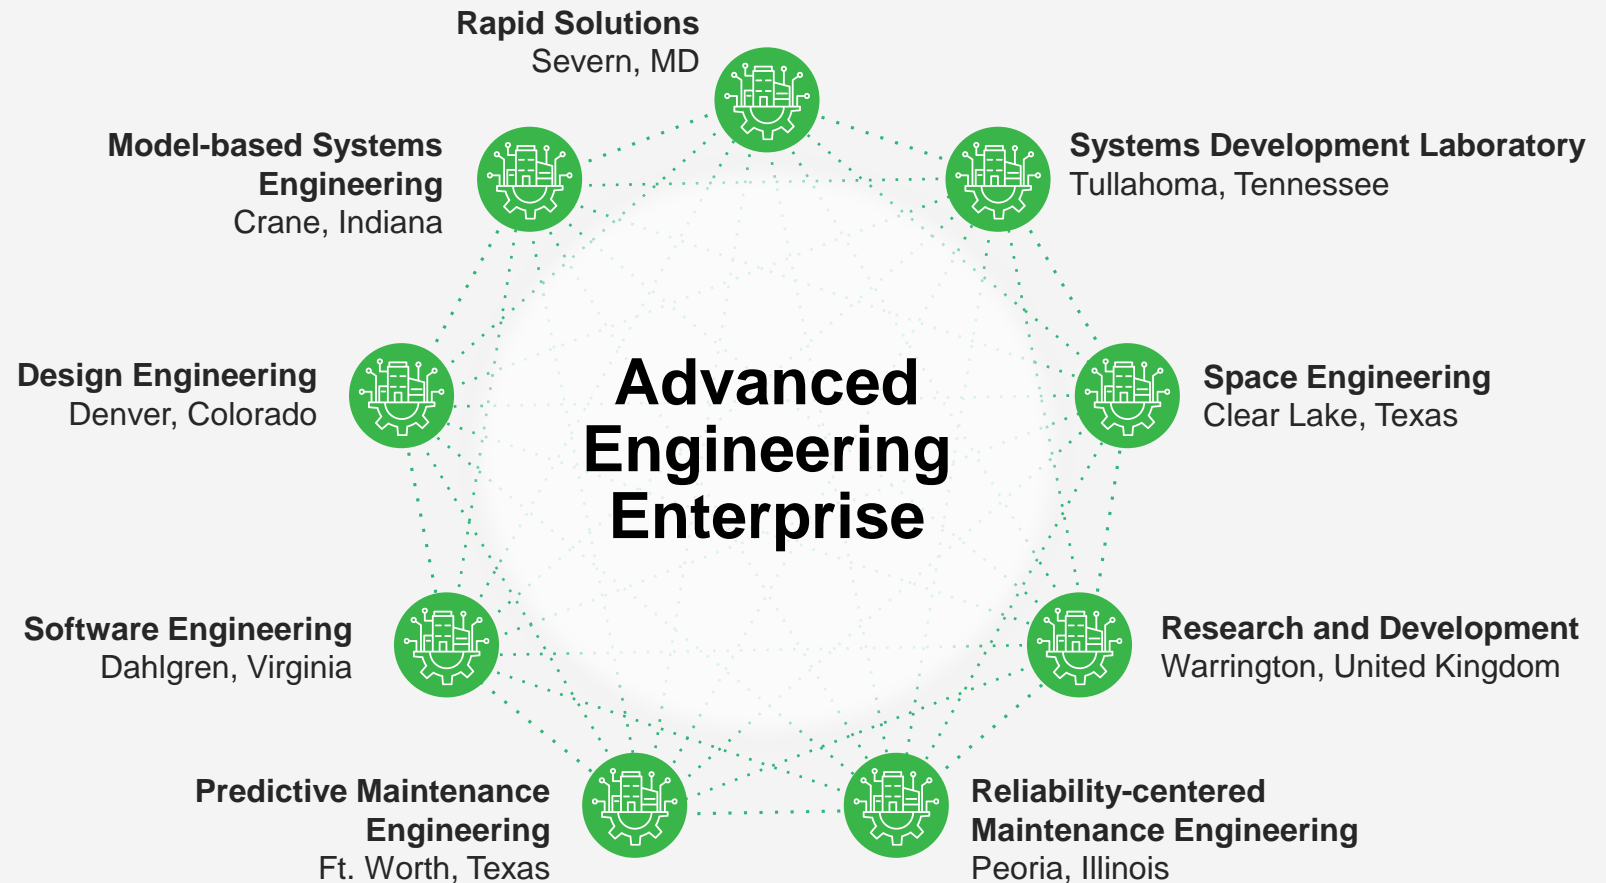 Rapid Solutions
Severn, MD
Model-based Systems
Engineering
Crane, Indiana
Systems Development Laboratory
Tullahoma, Tennessee
Design Engineering
Denver, Colorado
Advanced
Engineering
Enterprise
Space Engineering
Clear Lake, Texas
Software Engineering
Dahlgren, Virginia
Research and Development
Warrington, United Kingdom
Predictive Maintenance
Engineering
Ft. Worth, Texas
Reliability-centered
Maintenance Engineering
Peoria, Illinois